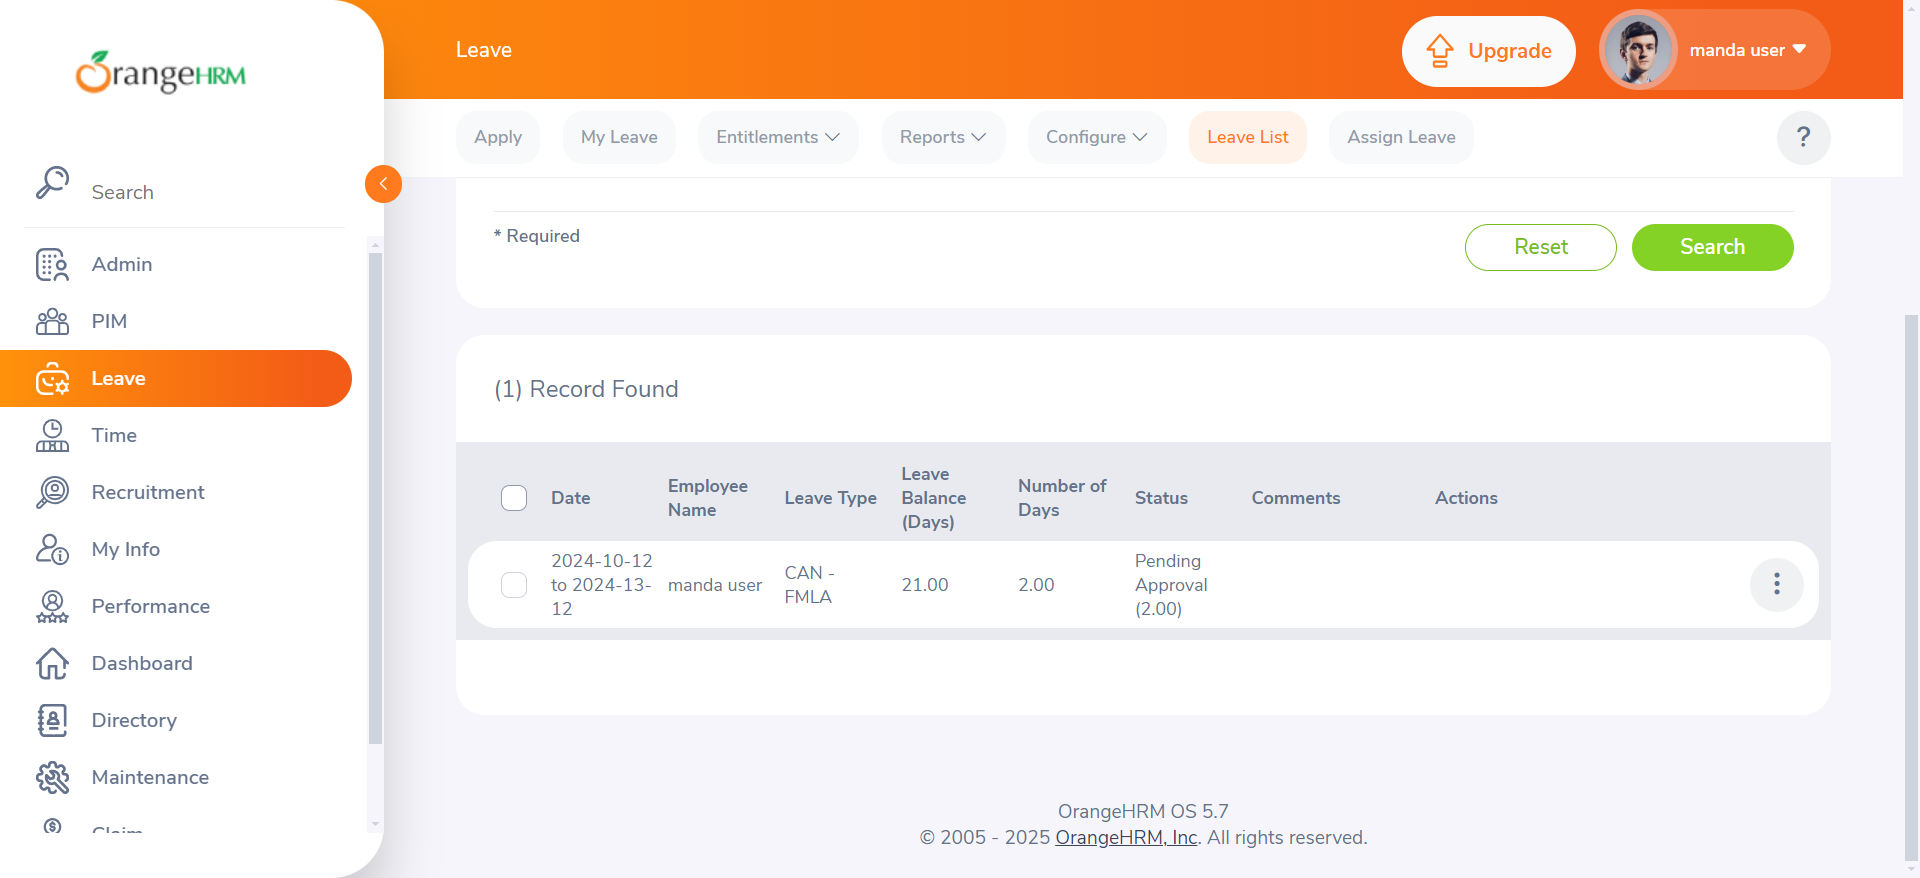 OrangeHRM
Leave
Upgrade
manda user
Apply
My Leave
Entitlements
Reports
Configure
Leave List
Assign Leave
?
Search
Admin
PIM
Leave
Time
Recruitment
My Info
Performance
Dashboard
Directory
Maintenance
Claim
* Required
Reset
Search
(1) Record Found
Date
Employee
Name
Leave Type
Leave
Balance
(Days)
Number of
Days
Status
Comments
Actions
2024-10-12
to 2024-13-
12
manda user
CAN -
FMLA
21.00
2.00
Pending
Approval
(2.00)
OrangeHRM OS 5.7
© 2005 - 2025 OrangeHRM, Inc. All rights reserved.